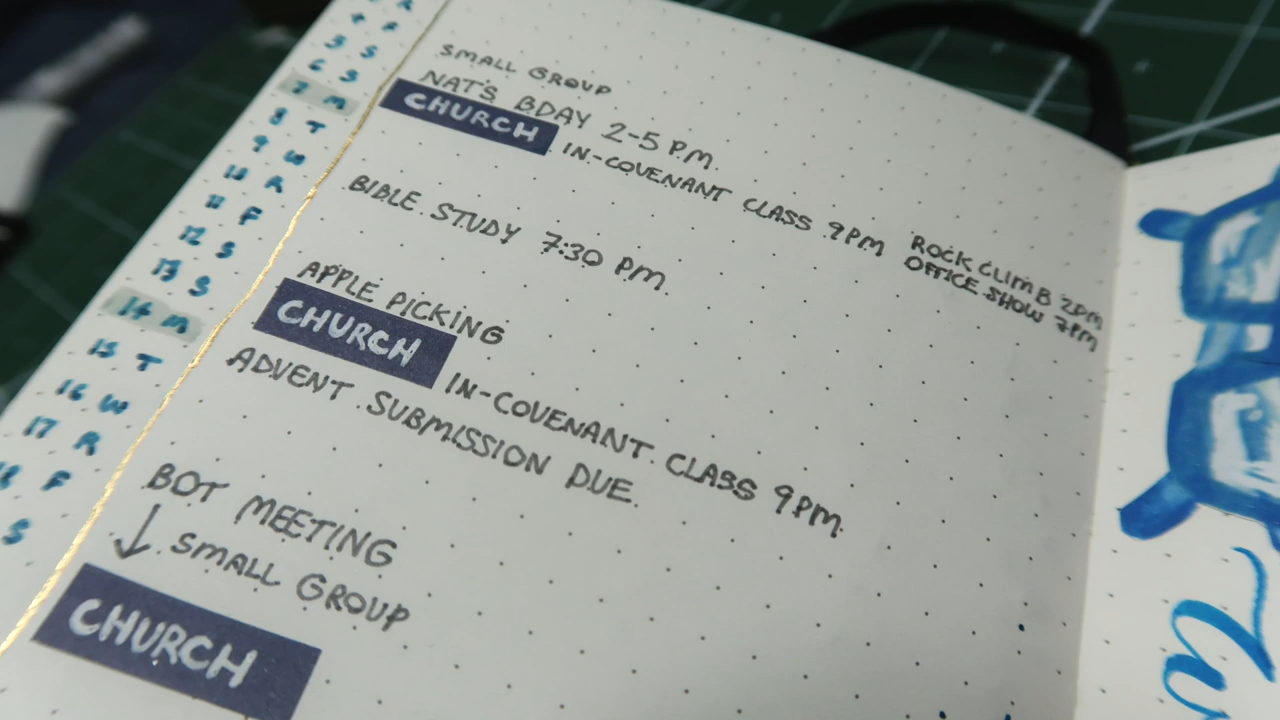 S
6 S
7 M
8 T
9 W
10 R
11 F
12 S
13 S
14 M
15 T
16 W
17 R
18 F
S
SMALL GROUP
NAT'S BDAY 2-5 P.M.
CHURCH IN-COVENANT CLASS 9PM ROCK CLIMB 2PM
OFFICE SHOW 7PM
BIBLE STUDY 7:30 PM.
APPLE PICKING
CHURCH IN-COVENANT CLASS 9PM.
ADVENT SUBMISSION DUE.
BOT MEETING
↓ SMALL GROUP
CHURCH